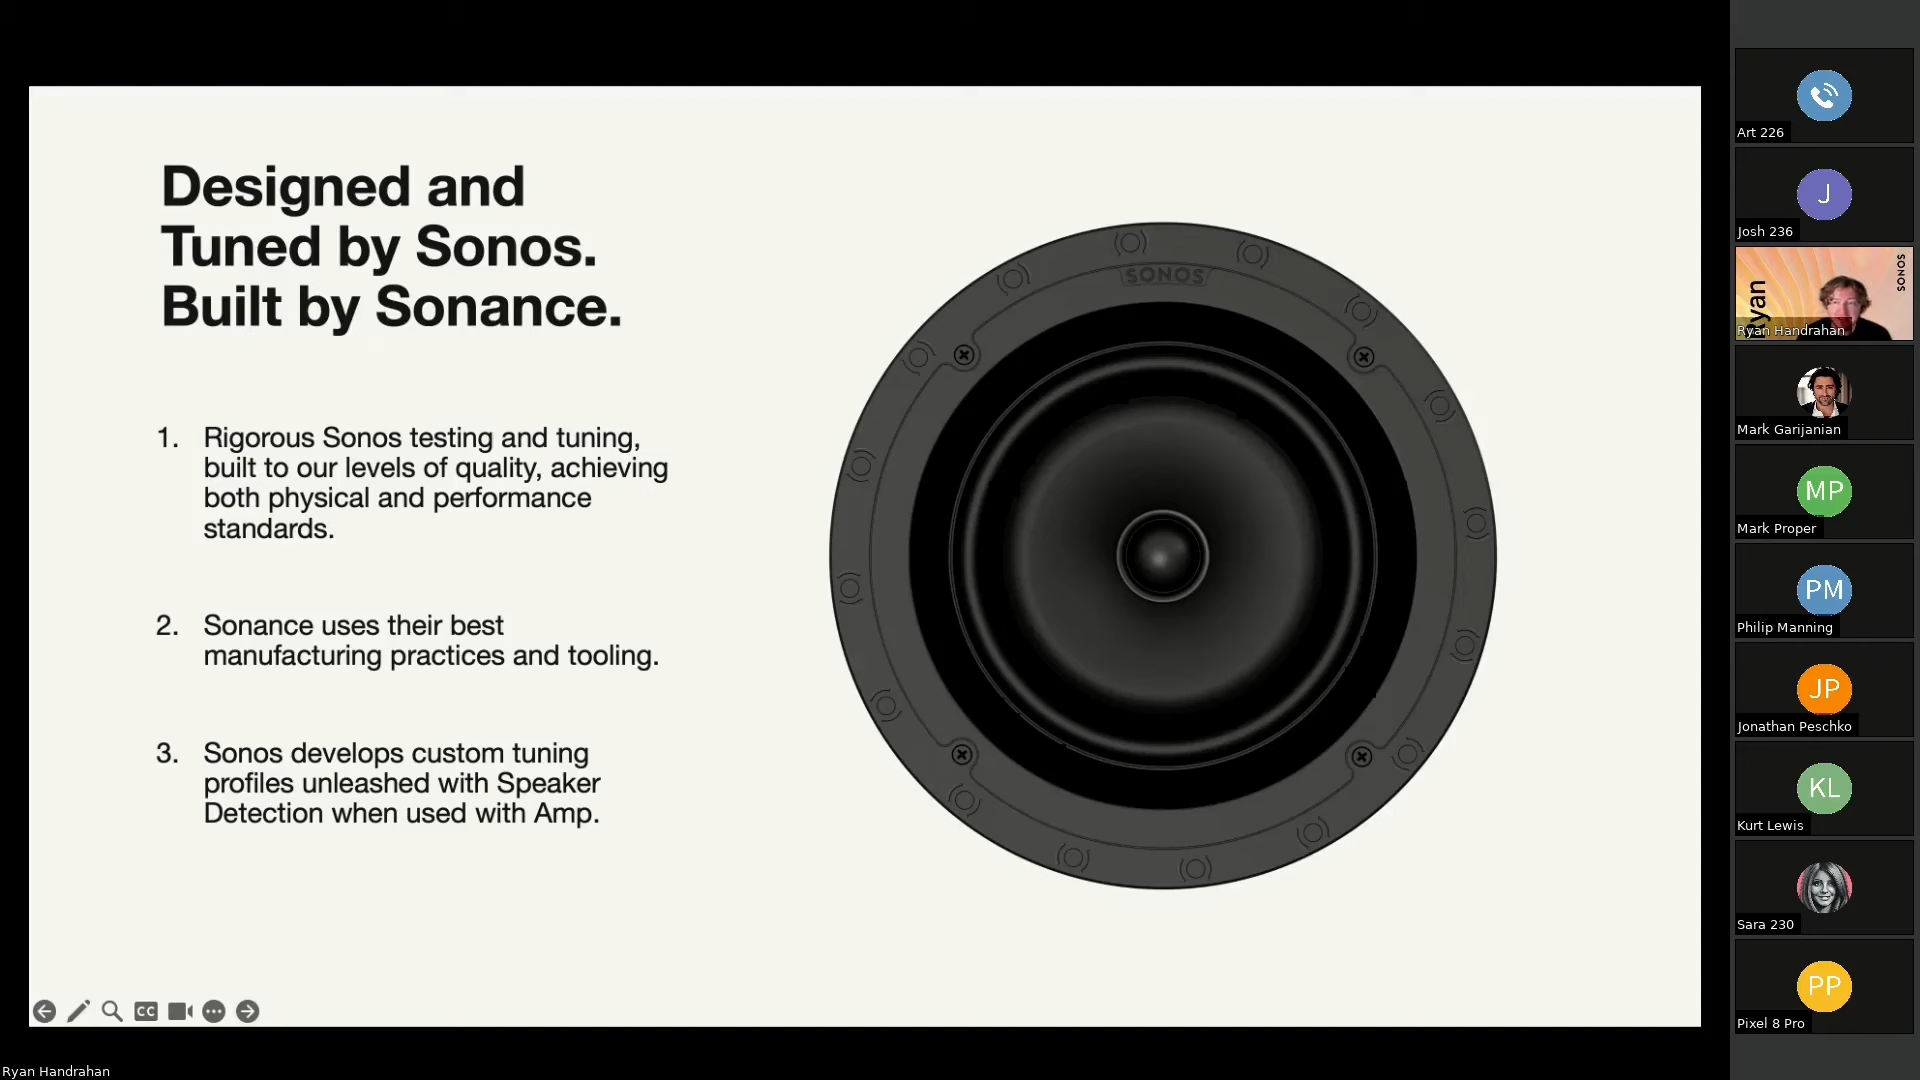 Designed and
Tuned by Sonos.
Built by Sonance.
1. Rigorous Sonos testing and tuning,
built to our levels of quality, achieving
both physical and performance
standards.
2. Sonance uses their best
manufacturing practices and tooling.
3. Sonos develops custom tuning
profiles unleashed with Speaker
Detection when used with Amp.
SONOS
CC
Ryan Handrahan
Art 226
J
Josh 236
Ryan
SONOS
Ryan Handrahan
Mark Garijanian
MP
Mark Proper
PM
Philip Manning
JP
Jonathan Peschko
KL
Kurt Lewis
Sara 230
PP
Pixel 8 Pro